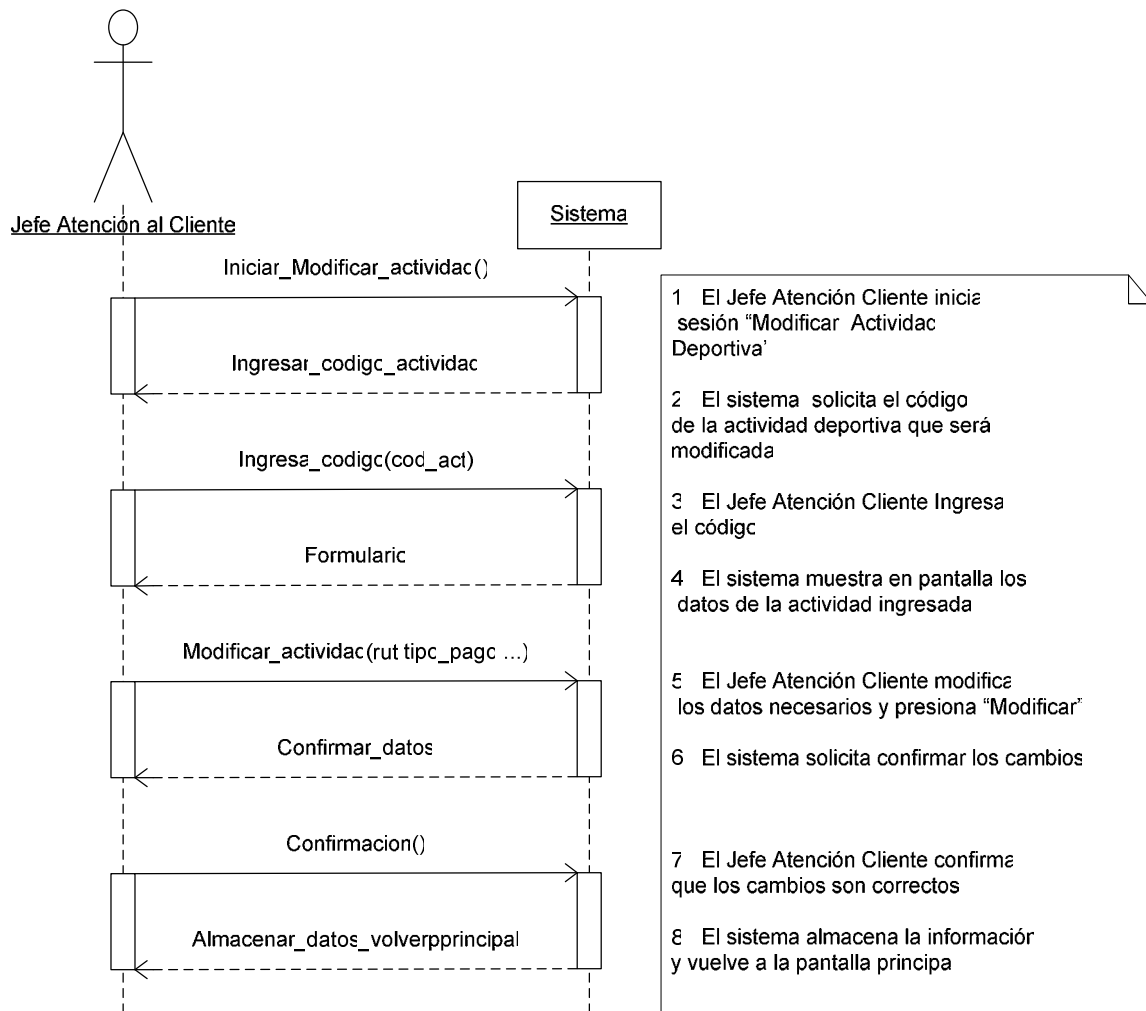 Jefe Atención al Cliente
Sistema
Iniciar_Modificar_actividac()
Ingresar_codigc_actividac
Ingresa_codigc(cod_act)
Formularic
Modificar_actividac(rut tipc_pagc ...)
Confirmar_datos
Confirmacion()
Almacenar_datos_volverpprincipal
1 El Jefe Atención Cliente inicia
sesión “Modificar Actividac
Deportiva’
2 El sistema solicita el código
de la actividad deportiva que será
modificada
3 El Jefe Atención Cliente Ingresa
el códigc
4 El sistema muestra en pantalla los
datos de la actividad ingresada
5 El Jefe Atención Cliente modifica
los datos necesarios y presiona “Modificar”
6 El sistema solicita confirmar los cambios
7 El Jefe Atención Cliente confirma
que los cambios son correctos
8 El sistema almacena la información
y vuelve a la pantalla principa